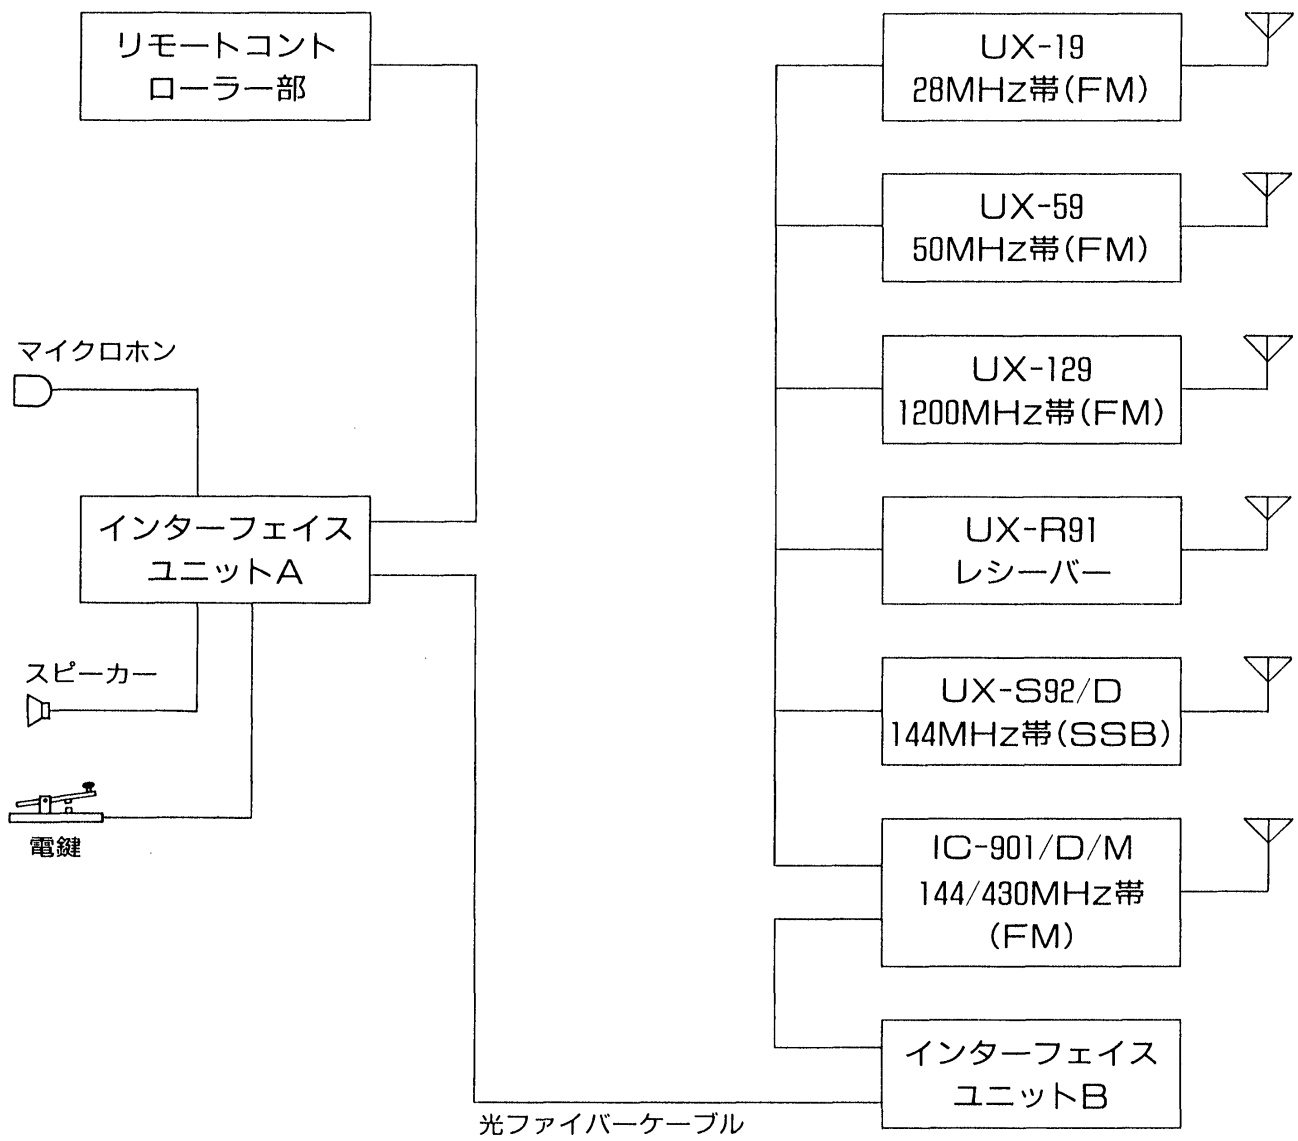 リモートコント
ローラー部
マイクロホン
インターフェイス
ユニットA
スピーカー
電鍵
光ファイバーケーブル
UX-19
28MHz帯(FM)
UX-59
50MHz帯(FM)
UX-129
1200MHz帯(FM)
UX-R91
レシーバー
UX-S92/D
144MHz帯(SSB)
IC-901/D/M
144/430MHz帯
(FM)
インターフェイス
ユニットB